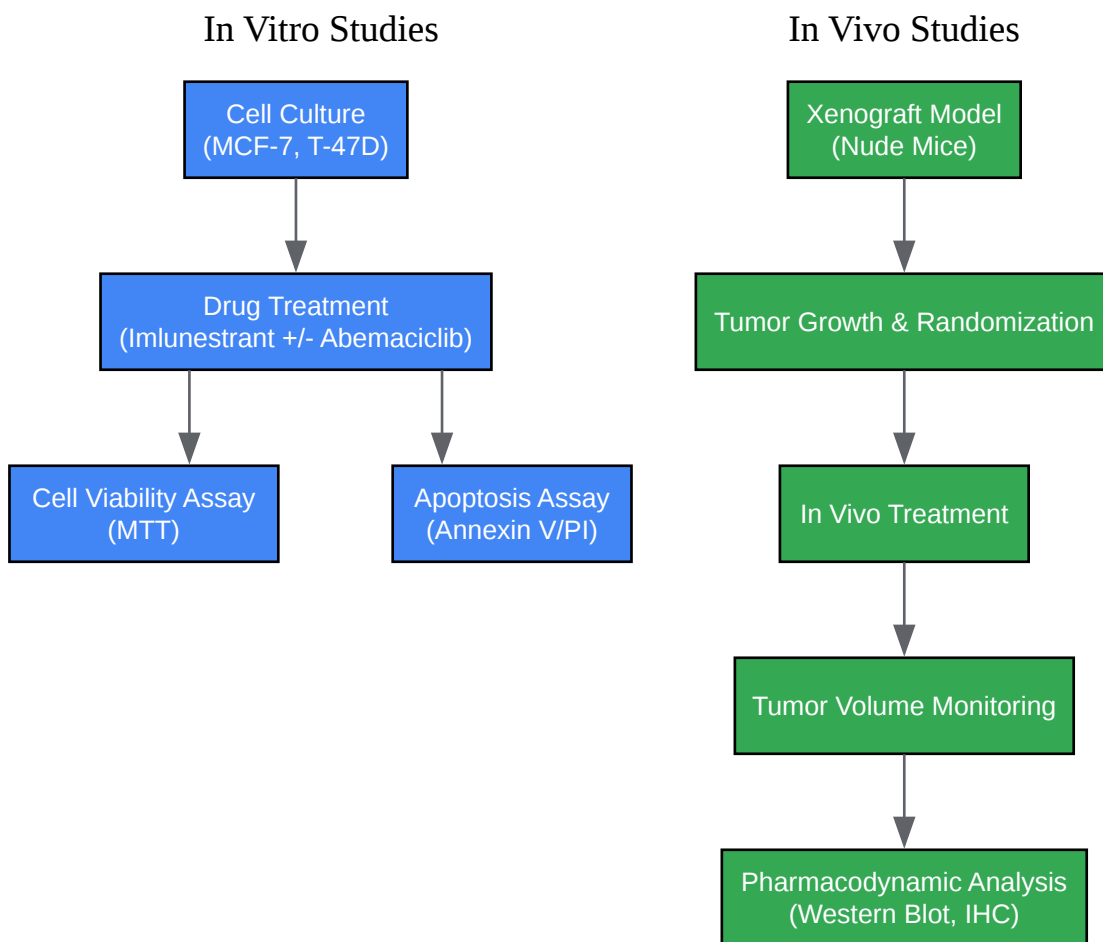 In Vitro Studies
Cell Culture
(MCF-7, T-47D)
Drug Treatment
(Imlunestrant +/- Abemaciclib)
Cell Viability Assay
(MTT)
Apoptosis Assay
(Annexin V/PI)
In Vivo Studies
Xenograft Model
(Nude Mice)
Tumor Growth & Randomization
In Vivo Treatment
Tumor Volume Monitoring
Pharmacodynamic Analysis
(Western Blot, IHC)